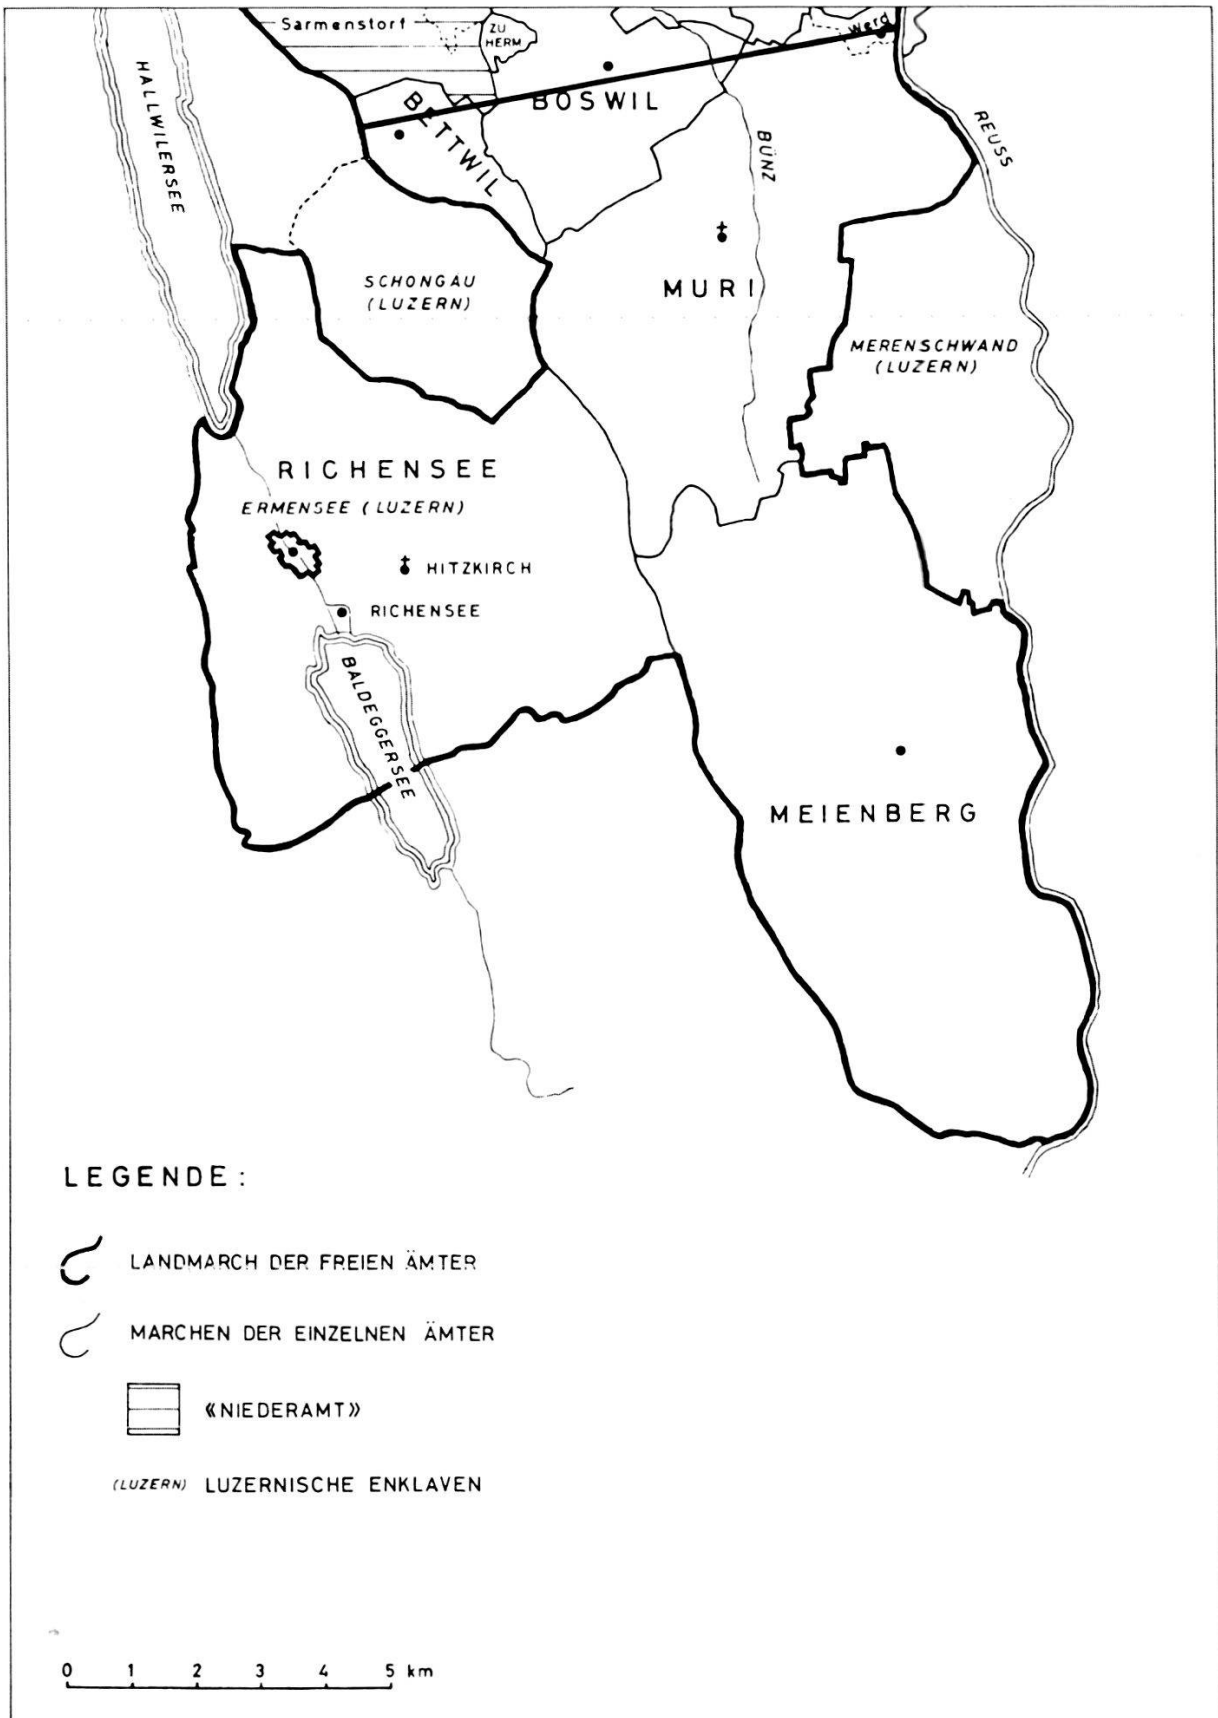 Sarmenstorf
ZU
HERM
Werd
HALLWILERSEE
BETTWIL
BOSWIL
BÜNZ
REUSS
SCHONGAU
(LUZERN)
MURI
MERENSCHWAND
(LUZERN)
RICHENSEE
ERMENSEE (LUZERN)
HITZKIRCH
RICHENSEE
BALDEGGERSEE
MEIENBERG
LEGENDE:
LANDMARCH DER FREIEN ÄMTER
MARCHEN DER EINZELNEN ÄMTER
«NIEDERAMT»
(LUZERN) LUZERNISCHE ENKLAVEN
0 1 2 3 4 5 km